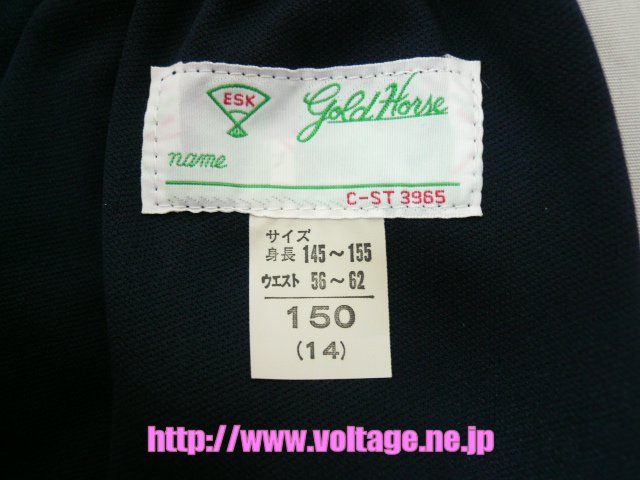 ESK
gold Horse
name
C-ST 3965
サイズ
身長 145〜155
ウエスト 56〜62
150
(14)
http://www.voltage.ne.jp